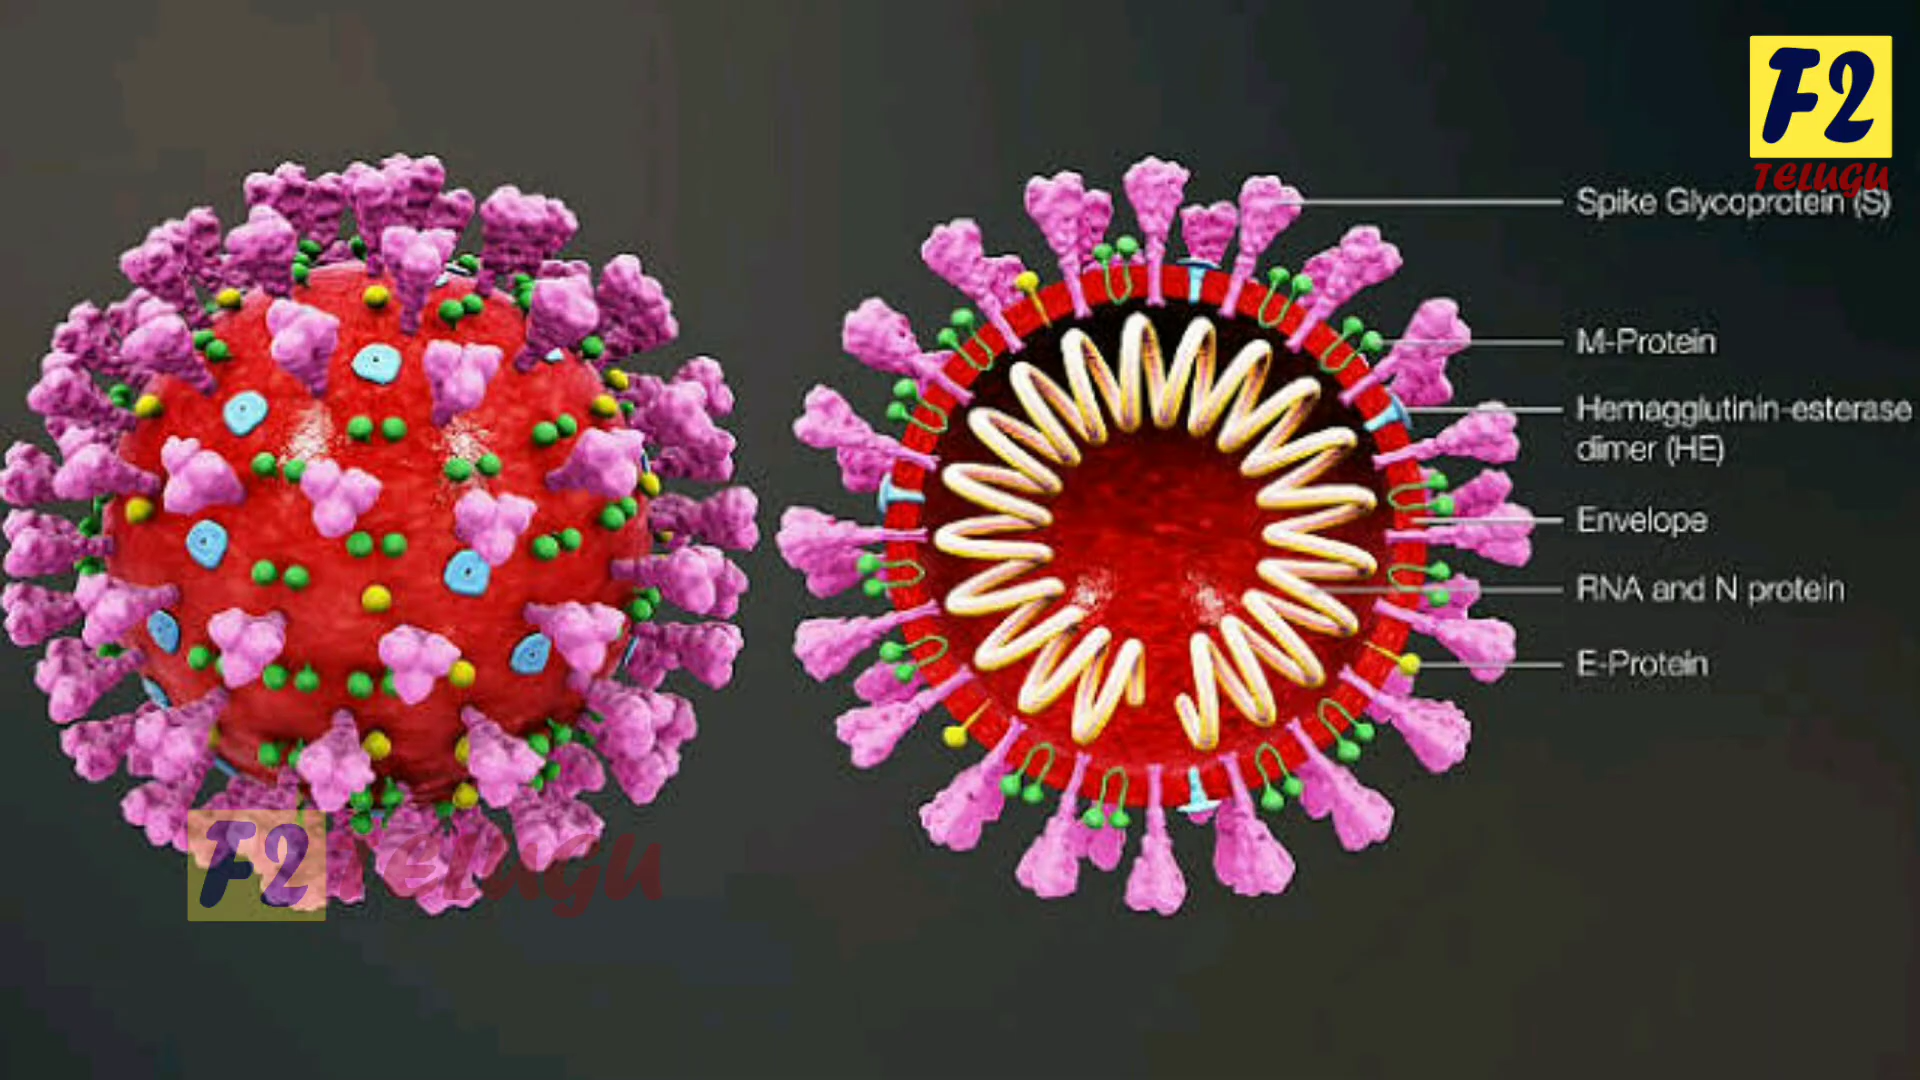 F2
TELUGU
Spike Glycoprotein (S)
M-Protein
Hemagglutinin-esterase
dimer (HE)
Envelope
RNA and N protein
E-Protein
F2 TELUGU